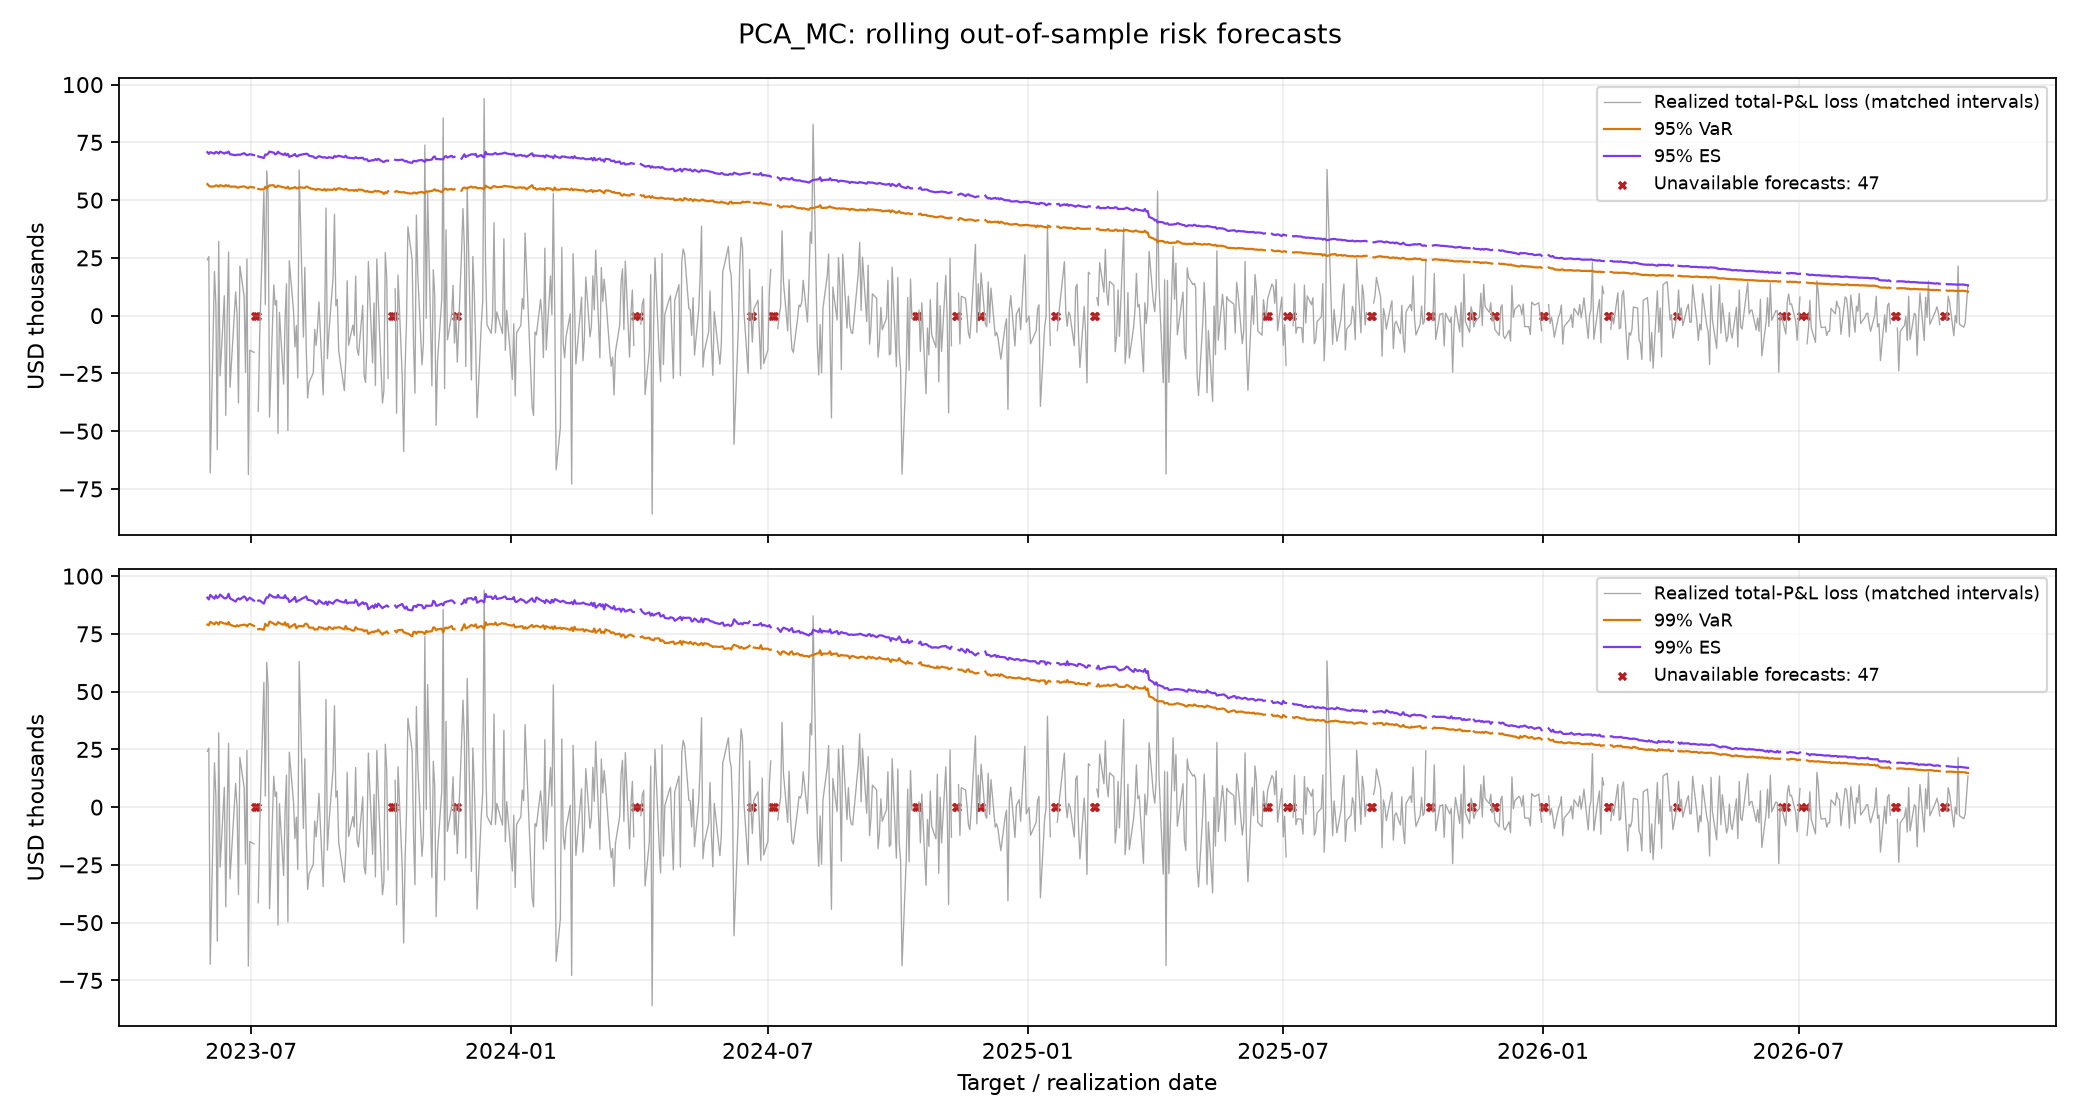 PCA_MC: rolling out-of-sample risk forecasts
100
75
50
25
0
−25
−50
−75
USD thousands
Realized total-P&L loss (matched intervals)
95% VaR
95% ES
Unavailable forecasts: 47
100
75
50
25
0
−25
−50
−75
USD thousands
Realized total-P&L loss (matched intervals)
99% VaR
99% ES
Unavailable forecasts: 47
2023-07
2024-01
2024-07
2025-01
2025-07
2026-01
2026-07
Target / realization date